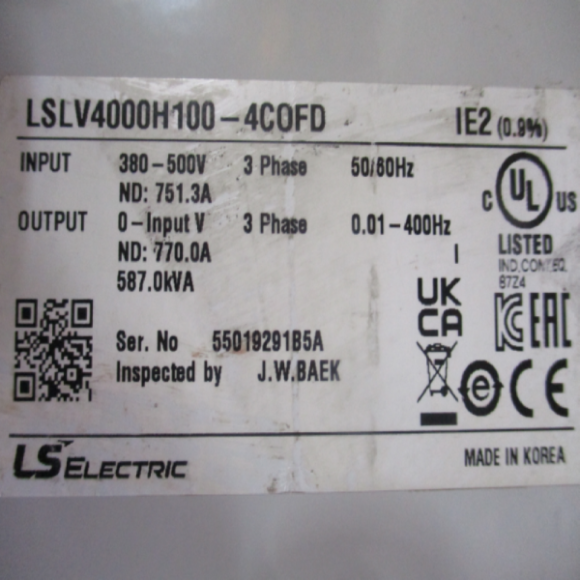 LSLV4000H100-4COFD IE2 (0.9%)
INPUT 380-500V 3 Phase 50/60Hz
ND: 751.3A
OUTPUT 0-Input V 3 Phase 0.01-400Hz
ND: 770.0A
587.0kVA
C UL US
LISTED
IND.CONT.EQ.
87Z4
UK
CA
EAC
Ser. No 55019291B5A
Inspected by J.W.BAEK
CE
LS ELECTRIC
MADE IN KOREA